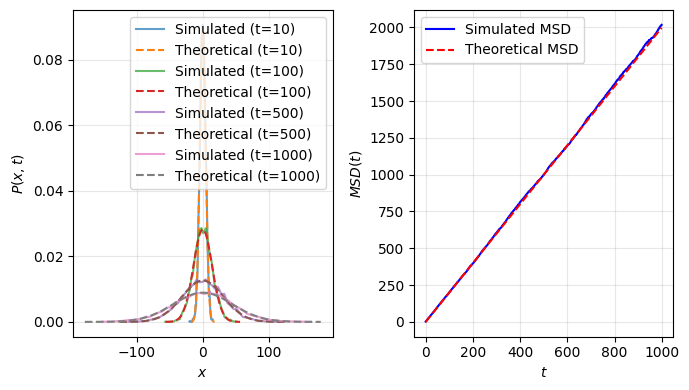 Simulated (t=10)
Theoretical (t=10)
Simulated (t=100)
Theoretical (t=100)
Simulated (t=500)
Theoretical (t=500)
Simulated (t=1000)
Theoretical (t=1000)
0.08
0.06
0.04
0.02
0.00
P(x, t)
−100
0
100
x
Simulated MSD
Theoretical MSD
2000
1750
1500
1250
1000
750
500
250
0
MSD(t)
0
200
400
600
800
1000
t